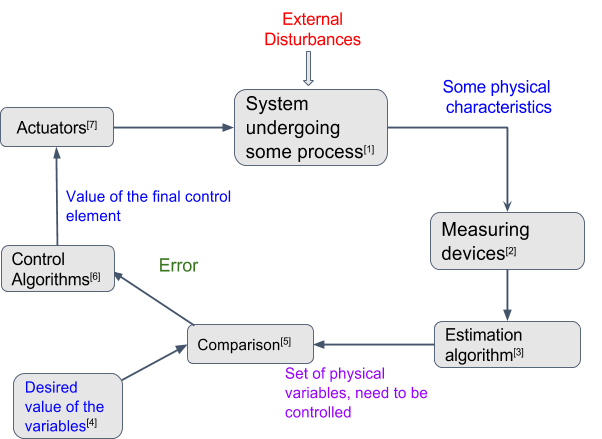 External
Disturbances
System
undergoing
some process[1]
Some physical
characteristics
Actuators[7]
Value of the final control
element
Measuring
devices[2]
Control
Algorithms[6]
Error
Estimation
algorithm[3]
Comparison[5]
Set of physical
variables, need to be
controlled
Desired
value of the
variables[4]